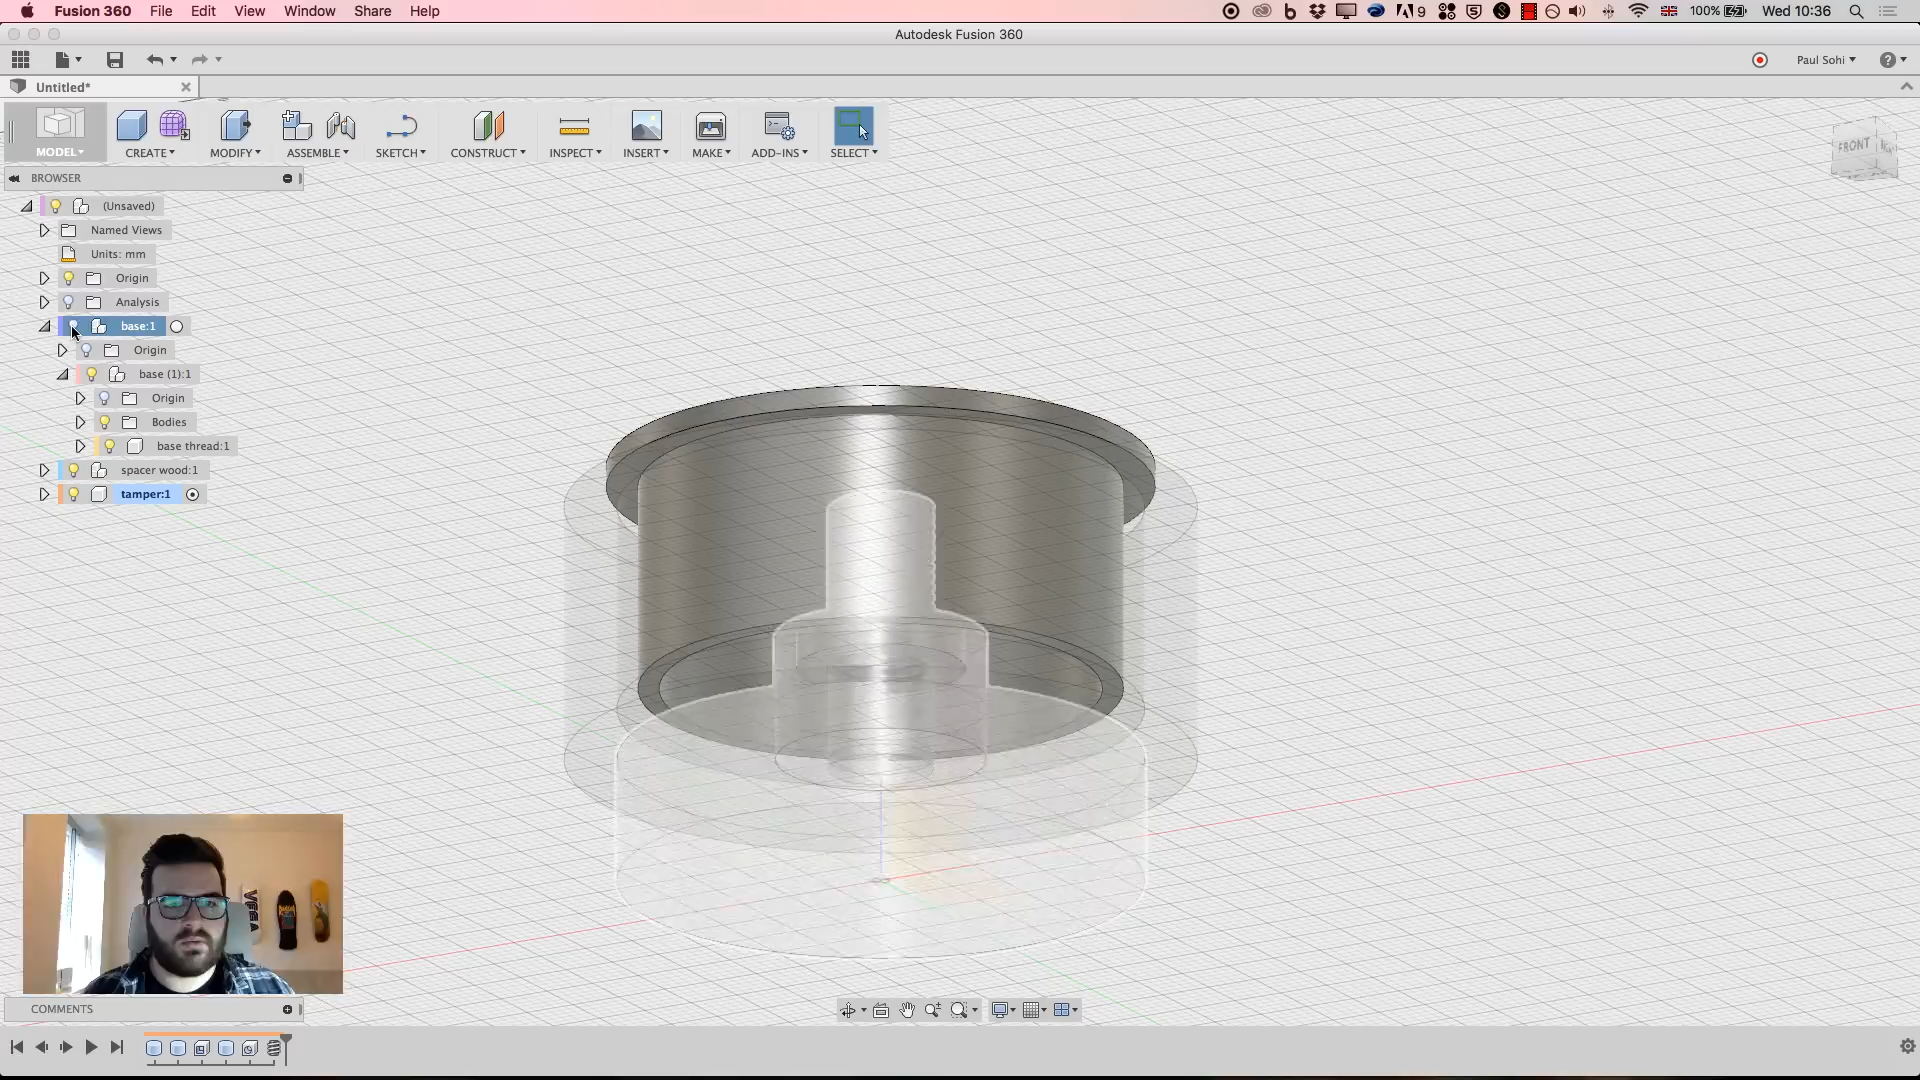 Fusion 360 File Edit View Window Share Help 9 100% Wed 10:36
Autodesk Fusion 360
Paul Sohi
Untitled*
MODEL CREATE MODIFY ASSEMBLE SKETCH CONSTRUCT INSPECT INSERT MAKE ADD-INS SELECT
FRONT
BROWSER
(Unsaved)
Named Views
Units: mm
Origin
Analysis
base:1
Origin
base (1):1
Origin
Bodies
base thread:1
spacer wood:1
tamper:1
COMMENTS